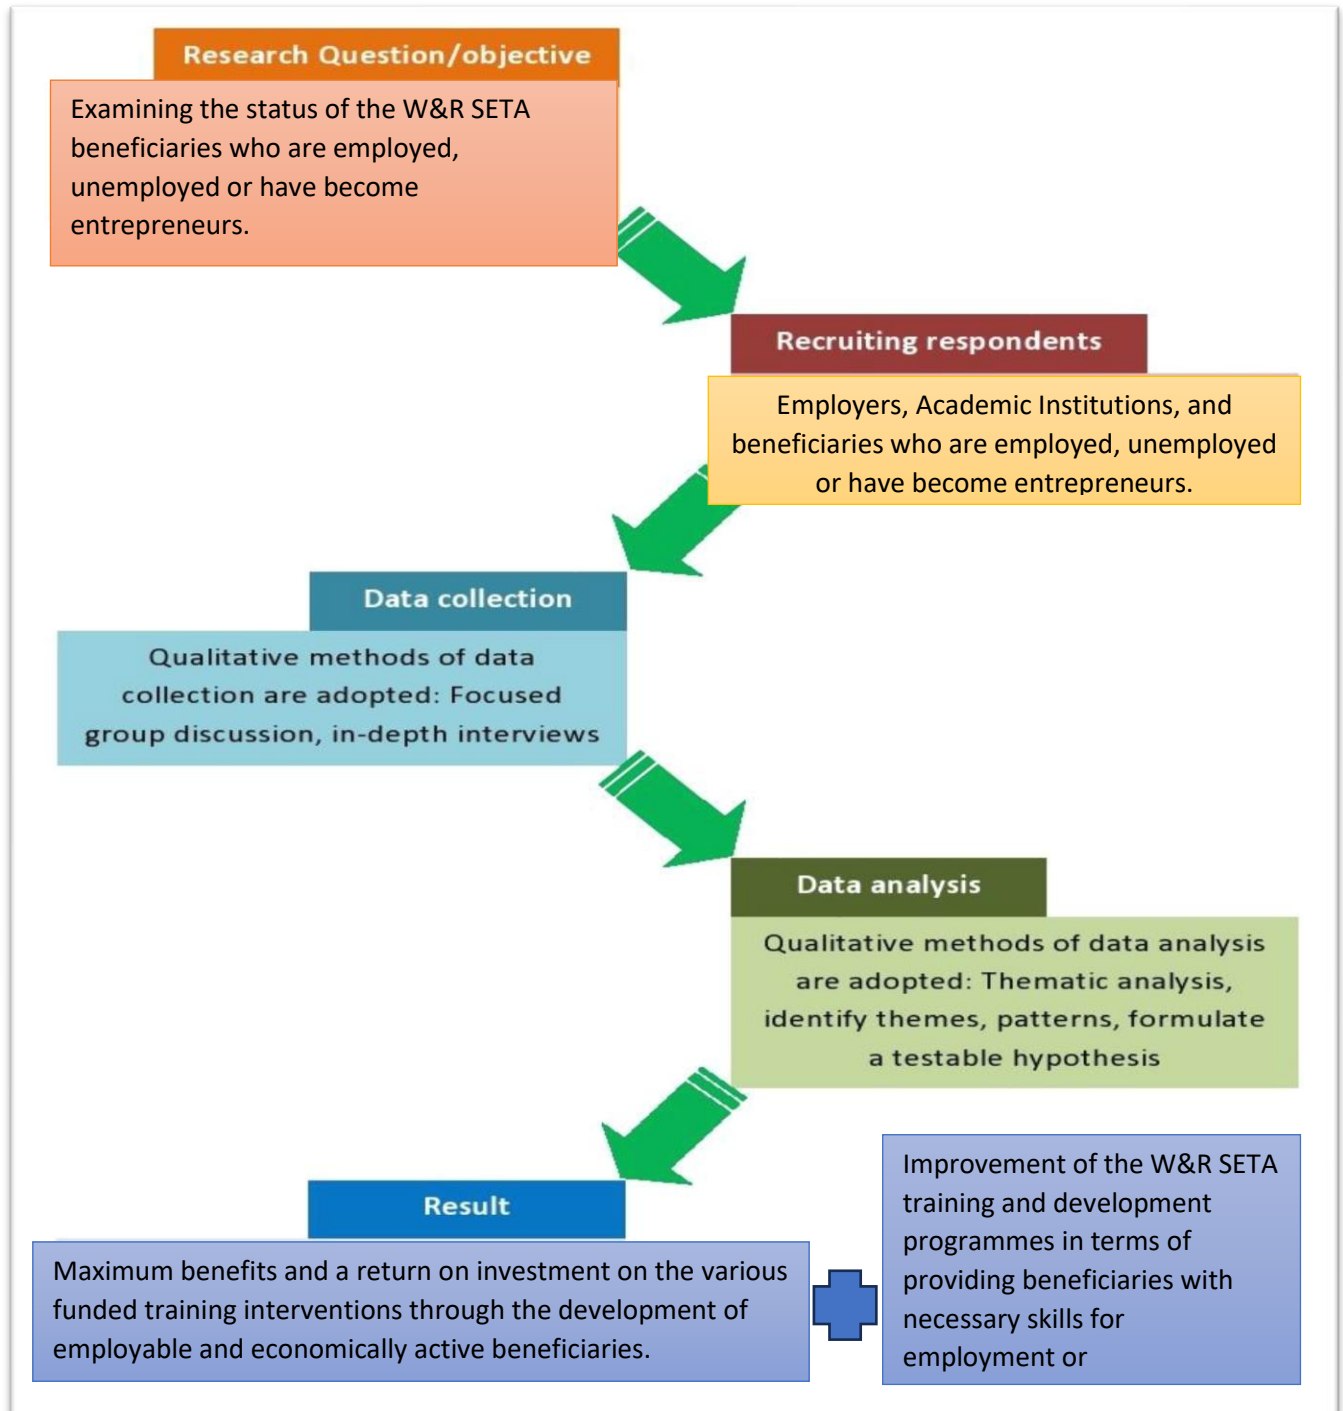 Research Question/objective
Examining the status of the W&R SETA
beneficiaries who are employed,
unemployed or have become
entrepreneurs.
Recruiting respondents
Employers, Academic Institutions, and
beneficiaries who are employed, unemployed
or have become entrepreneurs.
Data collection
Qualitative methods of data
collection are adopted: Focused
group discussion, in-depth interviews
Data analysis
Qualitative methods of data analysis
are adopted: Thematic analysis,
identify themes, patterns, formulate
a testable hypothesis
Result
Maximum benefits and a return on investment on the various
funded training interventions through the development of
employable and economically active beneficiaries.
Improvement of the W&R SETA
training and development
programmes in terms of
providing beneficiaries with
necessary skills for
employment or